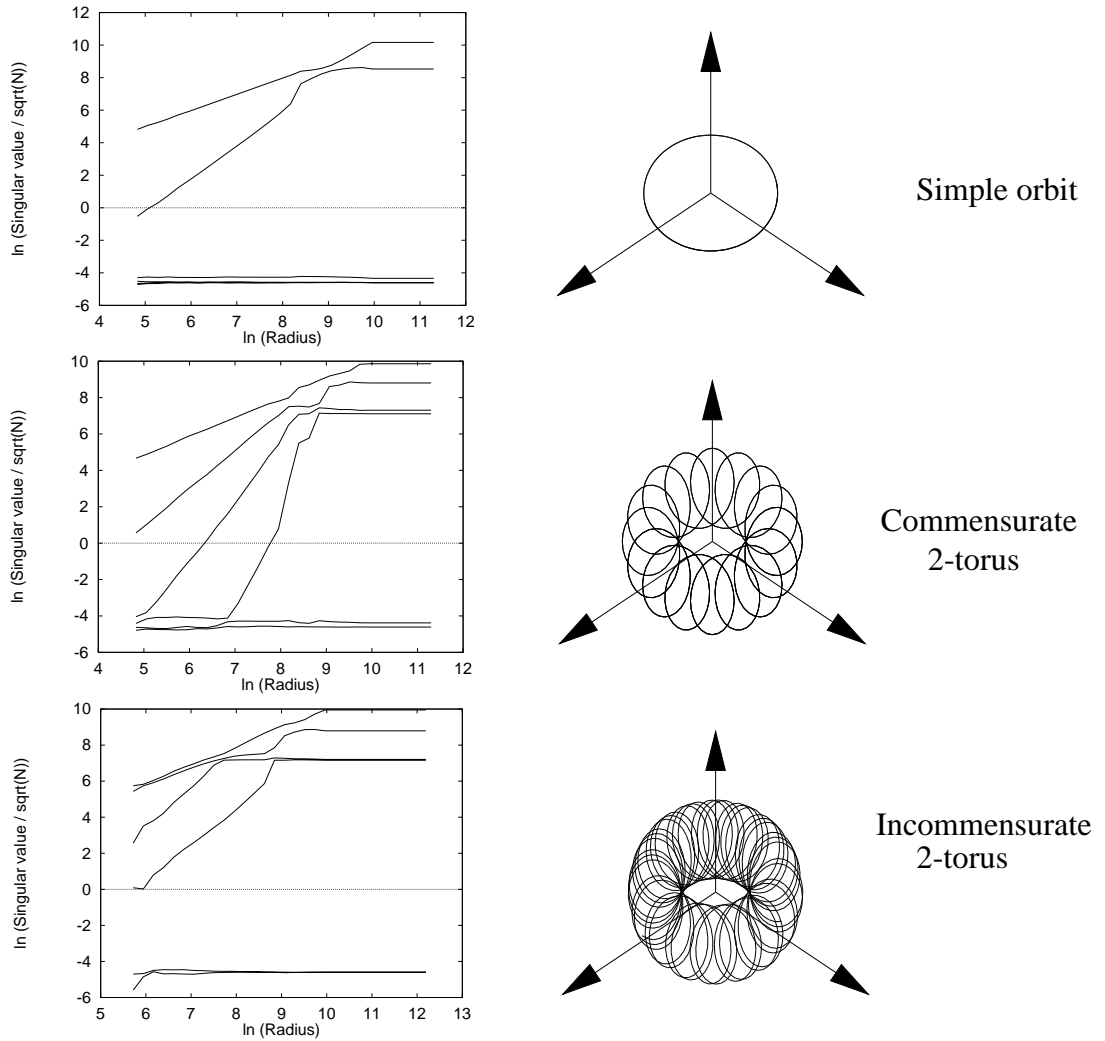 12
10
8
6
4
2
0
-2
-4
-6
4 5 6 7 8 9 10 11 12
ln (Radius)
ln (Singular value / sqrt(N))
Simple orbit
10
8
6
4
2
0
-2
-4
-6
4 5 6 7 8 9 10 11 12
ln (Radius)
ln (Singular value / sqrt(N))
Commensurate
2-torus
10
8
6
4
2
0
-2
-4
-6
5 6 7 8 9 10 11 12 13
ln (Radius)
ln (Singular value / sqrt(N))
Incommensurate
2-torus